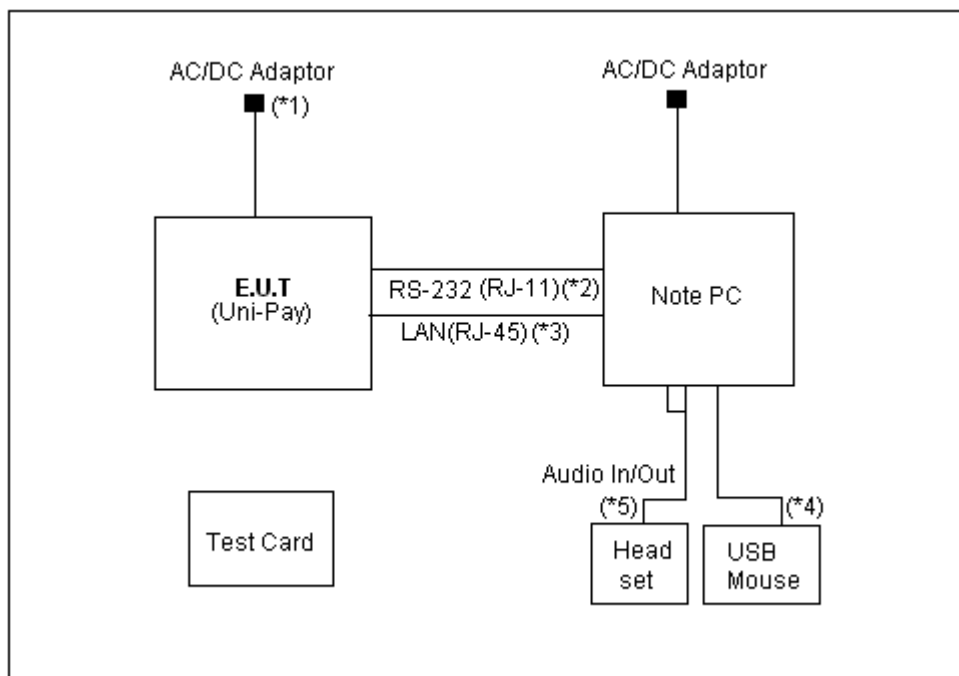 AC/DC Adaptor
(*1)
AC/DC Adaptor
E.U.T
(Uni-Pay)
RS-232 (RJ-11)(*2)
LAN(RJ-45)(*3)
Note PC
Audio In/Out
(*5)
(*4)
Test Card
Head
set
USB
Mouse